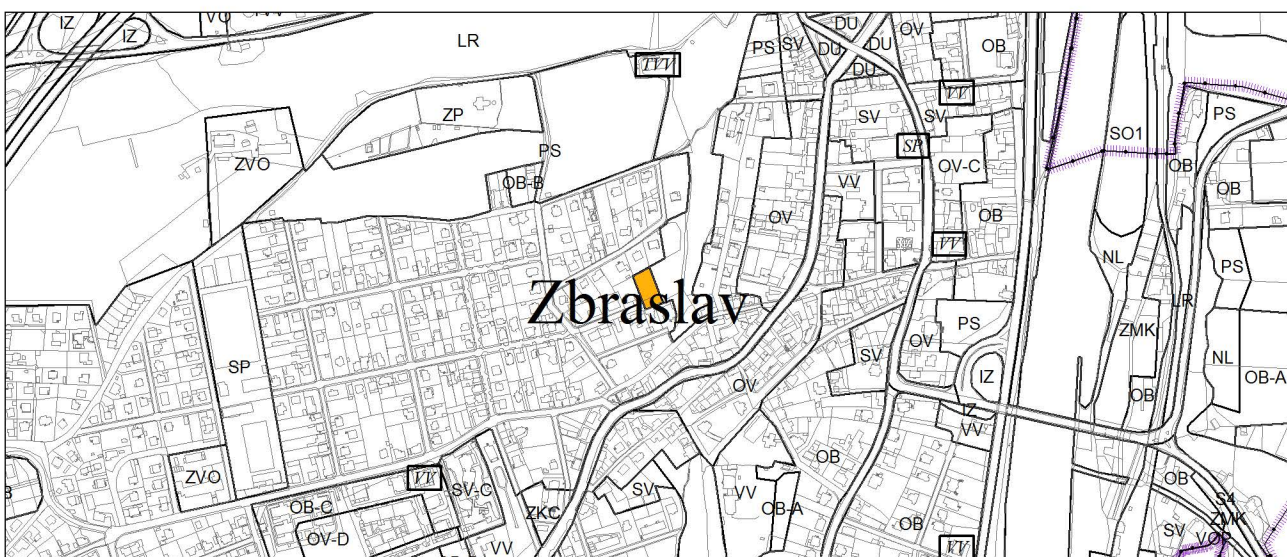 IZ
IZ
VO
LR
TVV
PS
SV
DU
DU
DU
DU
OV
OB
VV
SV
SV
ZP
ZVO
PS
OB-B
SP
OV-C
VV
OV
OB
VV
SO1
OB
PS
OB
NL
PS
LR
ZMK
NL
OB
OB-A
Zbraslav
SP
PS
OV
SV
IZ
IZ
VV
OV
OB
ZVO
VV
SV-C
SV
VV
OB-A
OB
OB
S4
ZMK
VOP
SV
OB-C
OV-D
ZKC
VV
VV